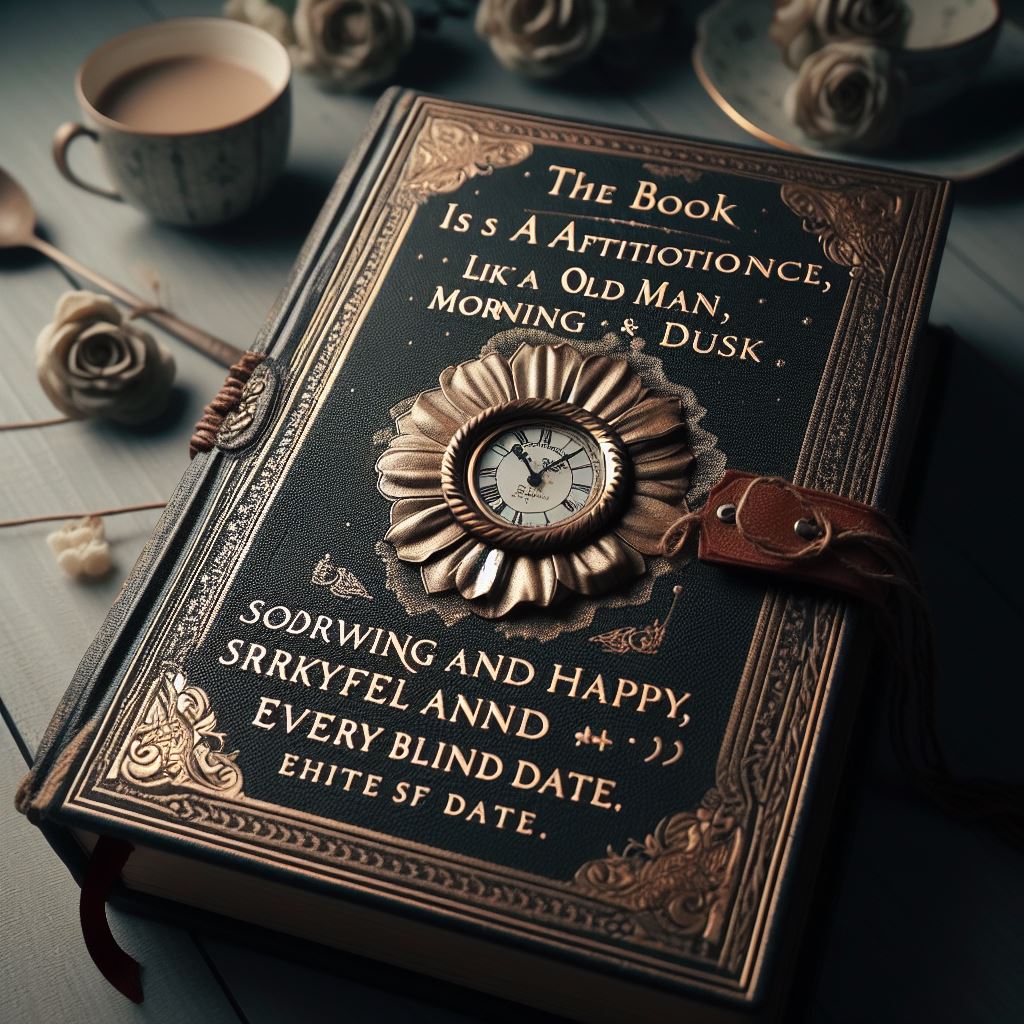 The Book
Is s A Aftitiotionce,
Lik'a Old Man,
Morning & Dusk
Sodrwing and Happy,
Srrkyfel Annd
Every Blind Date.
Ehite sf Date.